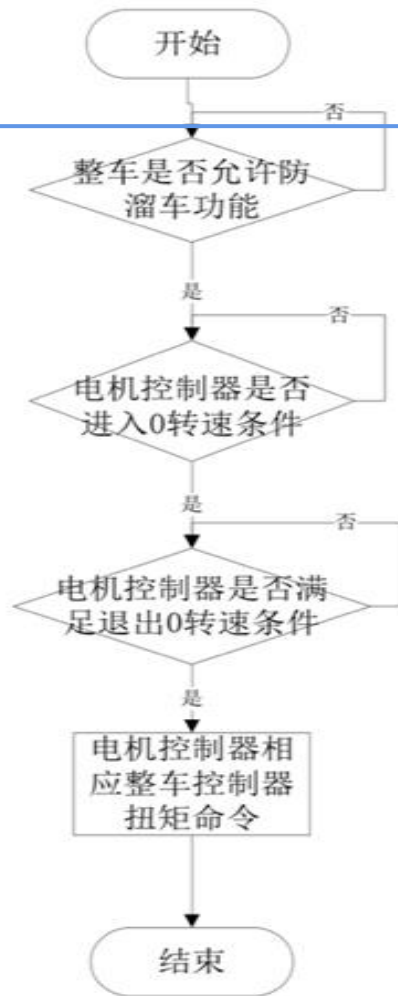 开始
否
整车是否允许防
溜车功能
是
否
电机控制器是否
进入0转速条件
是
否
电机控制器是否满
足退出0转速条件
是
电机控制器相
应整车控制器
扭矩命令
结束